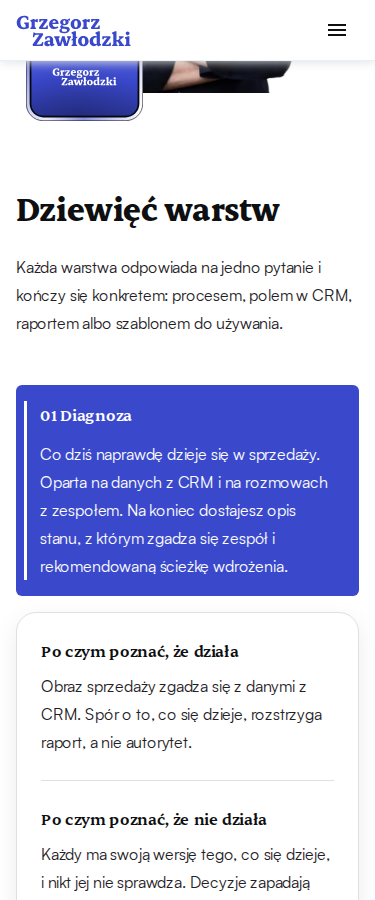 Grzegorz
Zawłodzki
Grzegorz
Zawłodzki
Dziewięć warstw
Każda warstwa odpowiada na jedno pytanie i
kończy się konkretem: procesem, polem w CRM,
raportem albo szablonem do używania.
01 Diagnoza
Co dziś naprawdę dzieje się w sprzedaży.
Oparta na danych z CRM i na rozmowach
z zespołem. Na koniec dostajesz opis
stanu, z którym zgadza się zespół i
rekomendowaną ścieżkę wdrożenia.
Po czym poznać, że działa
Obraz sprzedaży zgadza się z danymi z
CRM. Spór o to, co się dzieje, rozstrzyga
raport, a nie autorytet.
Po czym poznać, że nie działa
Każdy ma swoją wersję tego, co się dzieje,
i nikt jej nie sprawdza. Decyzje zapadają